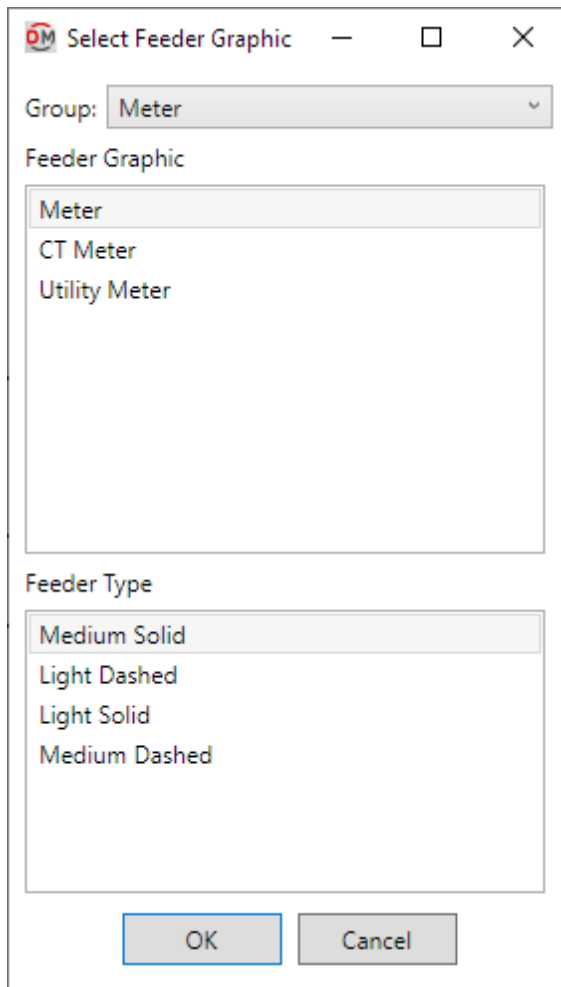 DM Select Feeder Graphic
Group: Meter
Feeder Graphic
Meter
CT Meter
Utility Meter
Feeder Type
Medium Solid
Light Dashed
Light Solid
Medium Dashed
OK Cancel